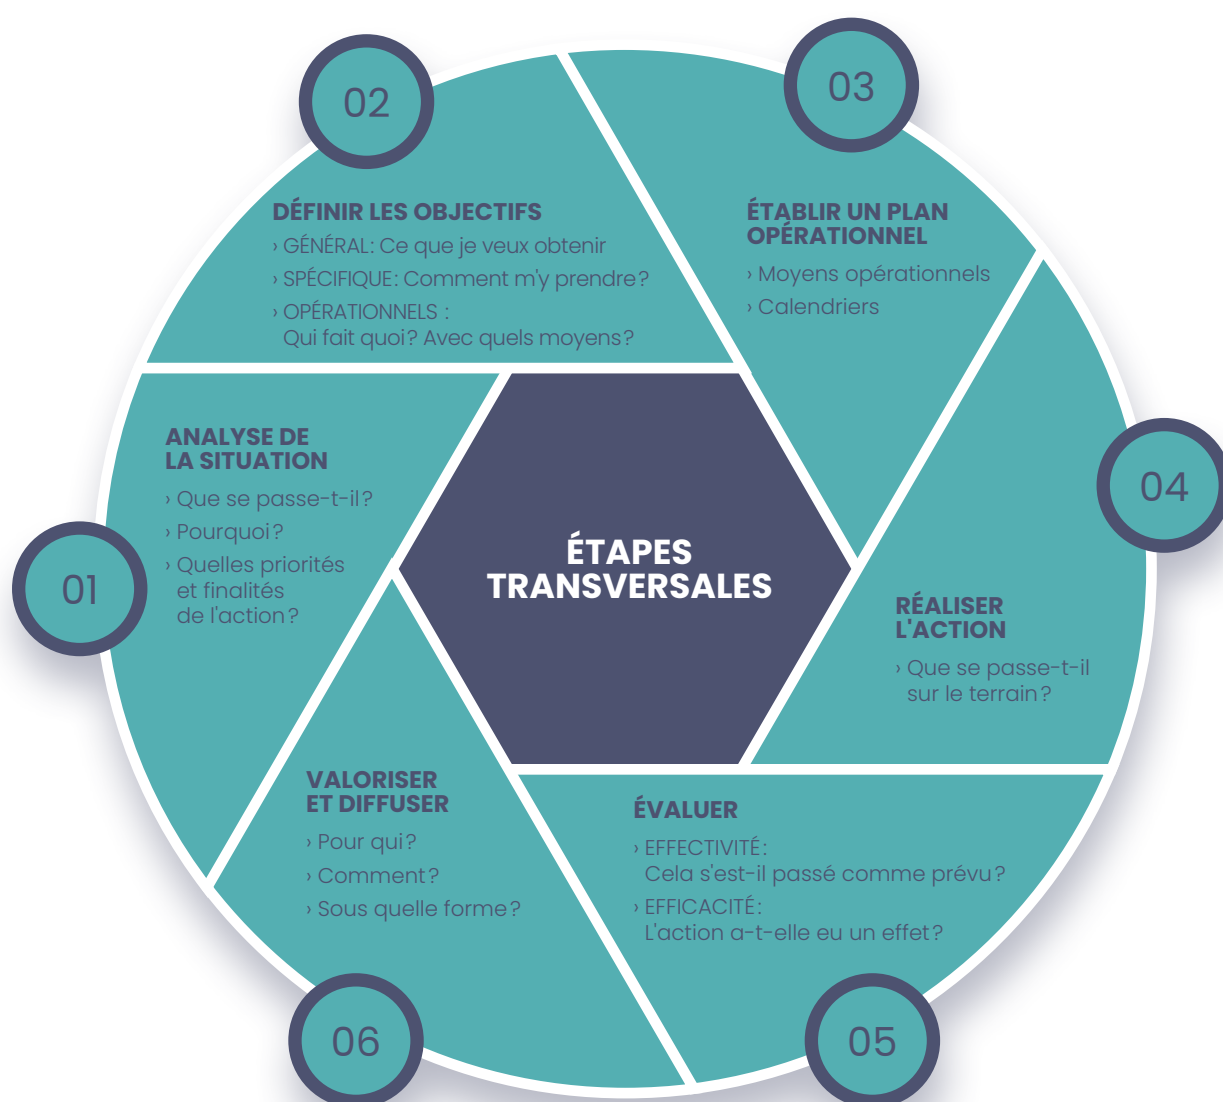 01
ANALYSE DE
LA SITUATION
› Que se passe-t-il?
› Pourquoi?
› Quelles priorités
et finalités
de l'action?
02
DÉFINIR LES OBJECTIFS
› GÉNÉRAL: Ce que je veux obtenir
› SPÉCIFIQUE: Comment m'y prendre?
› OPÉRATIONNELS :
Qui fait quoi? Avec quels moyens?
03
ÉTABLIR UN PLAN
OPÉRATIONNEL
› Moyens opérationnels
› Calendriers
04
RÉALISER
L'ACTION
› Que se passe-t-il
sur le terrain?
05
ÉVALUER
› EFFECTIVITÉ:
Cela s'est-il passé comme prévu?
› EFFICACITÉ:
L'action a-t-elle eu un effet?
06
VALORISER
ET DIFFUSER
› Pour qui?
› Comment?
› Sous quelle forme?
ÉTAPES
TRANSVERSALES